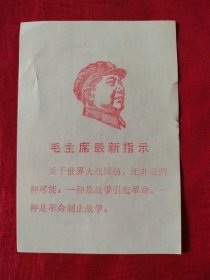 毛主席最新指示
关于世界大战问题，无非是两
种可能：一种是战争引起革命，一
种是革命制止战争。